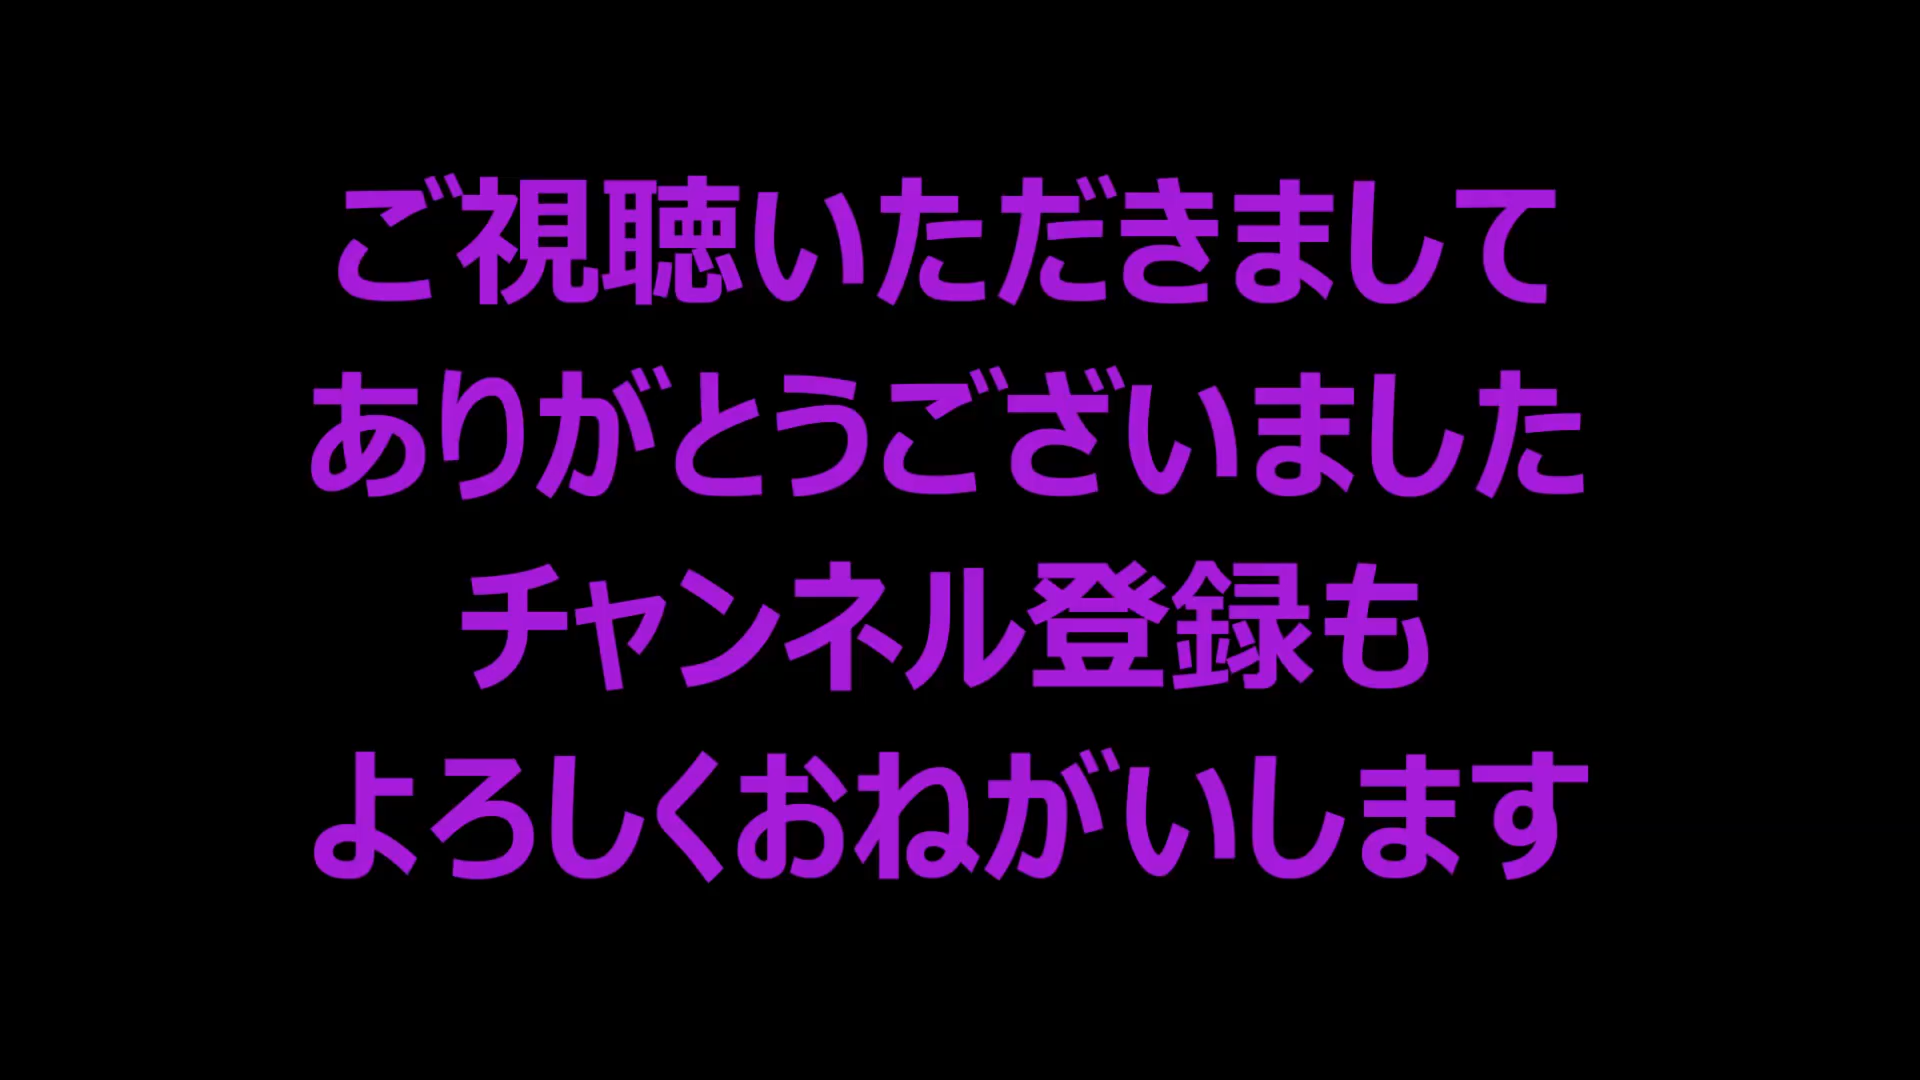 ご視聴いただきまして
ありがとうございました
チャンネル登録も
よろしくおねがいします